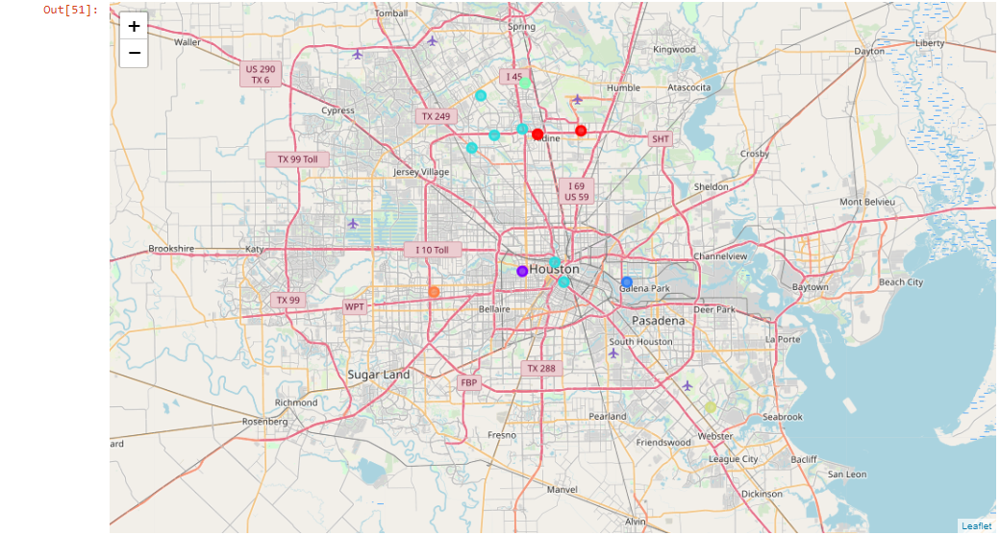 Out[51]:
+
−
Tomball
Spring
Waller
Kingwood
Dayton
Liberty
US 290
TX 6
I 45
Humble
Atascocita
Cypress
TX 249
SHT
Crosby
TX 99 Toll
Jersey Village
I 69
US 59
Sheldon
Mont Belvieu
Brookshire
Katy
I 10 Toll
Channelview
Houston
Galena Park
Baytown
Beach City
TX 99
WPT
Bellaire
Deer Park
Pasadena
La Porte
South Houston
Sugar Land
TX 288
FBP
Richmond
Rosenberg
Pearland
Seabrook
Fresno
Friendswood
Webster
ard
League City
Bacliff
San Leon
Manvel
Dickinson
Alvin
Leaflet